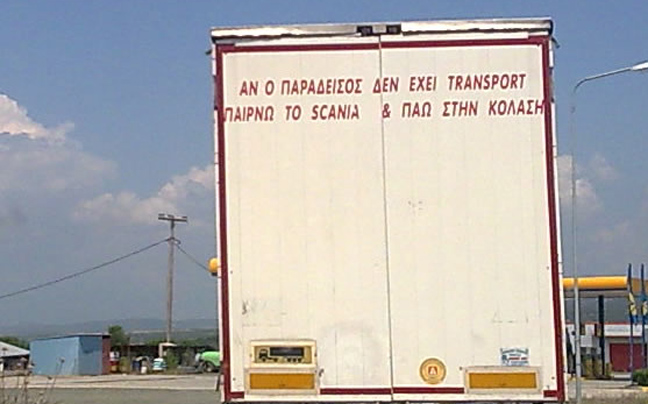 ΑΝ Ο ΠΑΡΑΔΕΙΣΟΣ ΔΕΝ ΕΧΕΙ TRANSPORT
ΠΑΙΡΝΩ ΤΟ SCANIA & ΠΑΩ ΣΤΗΝ ΚΟΛΑΣΗ